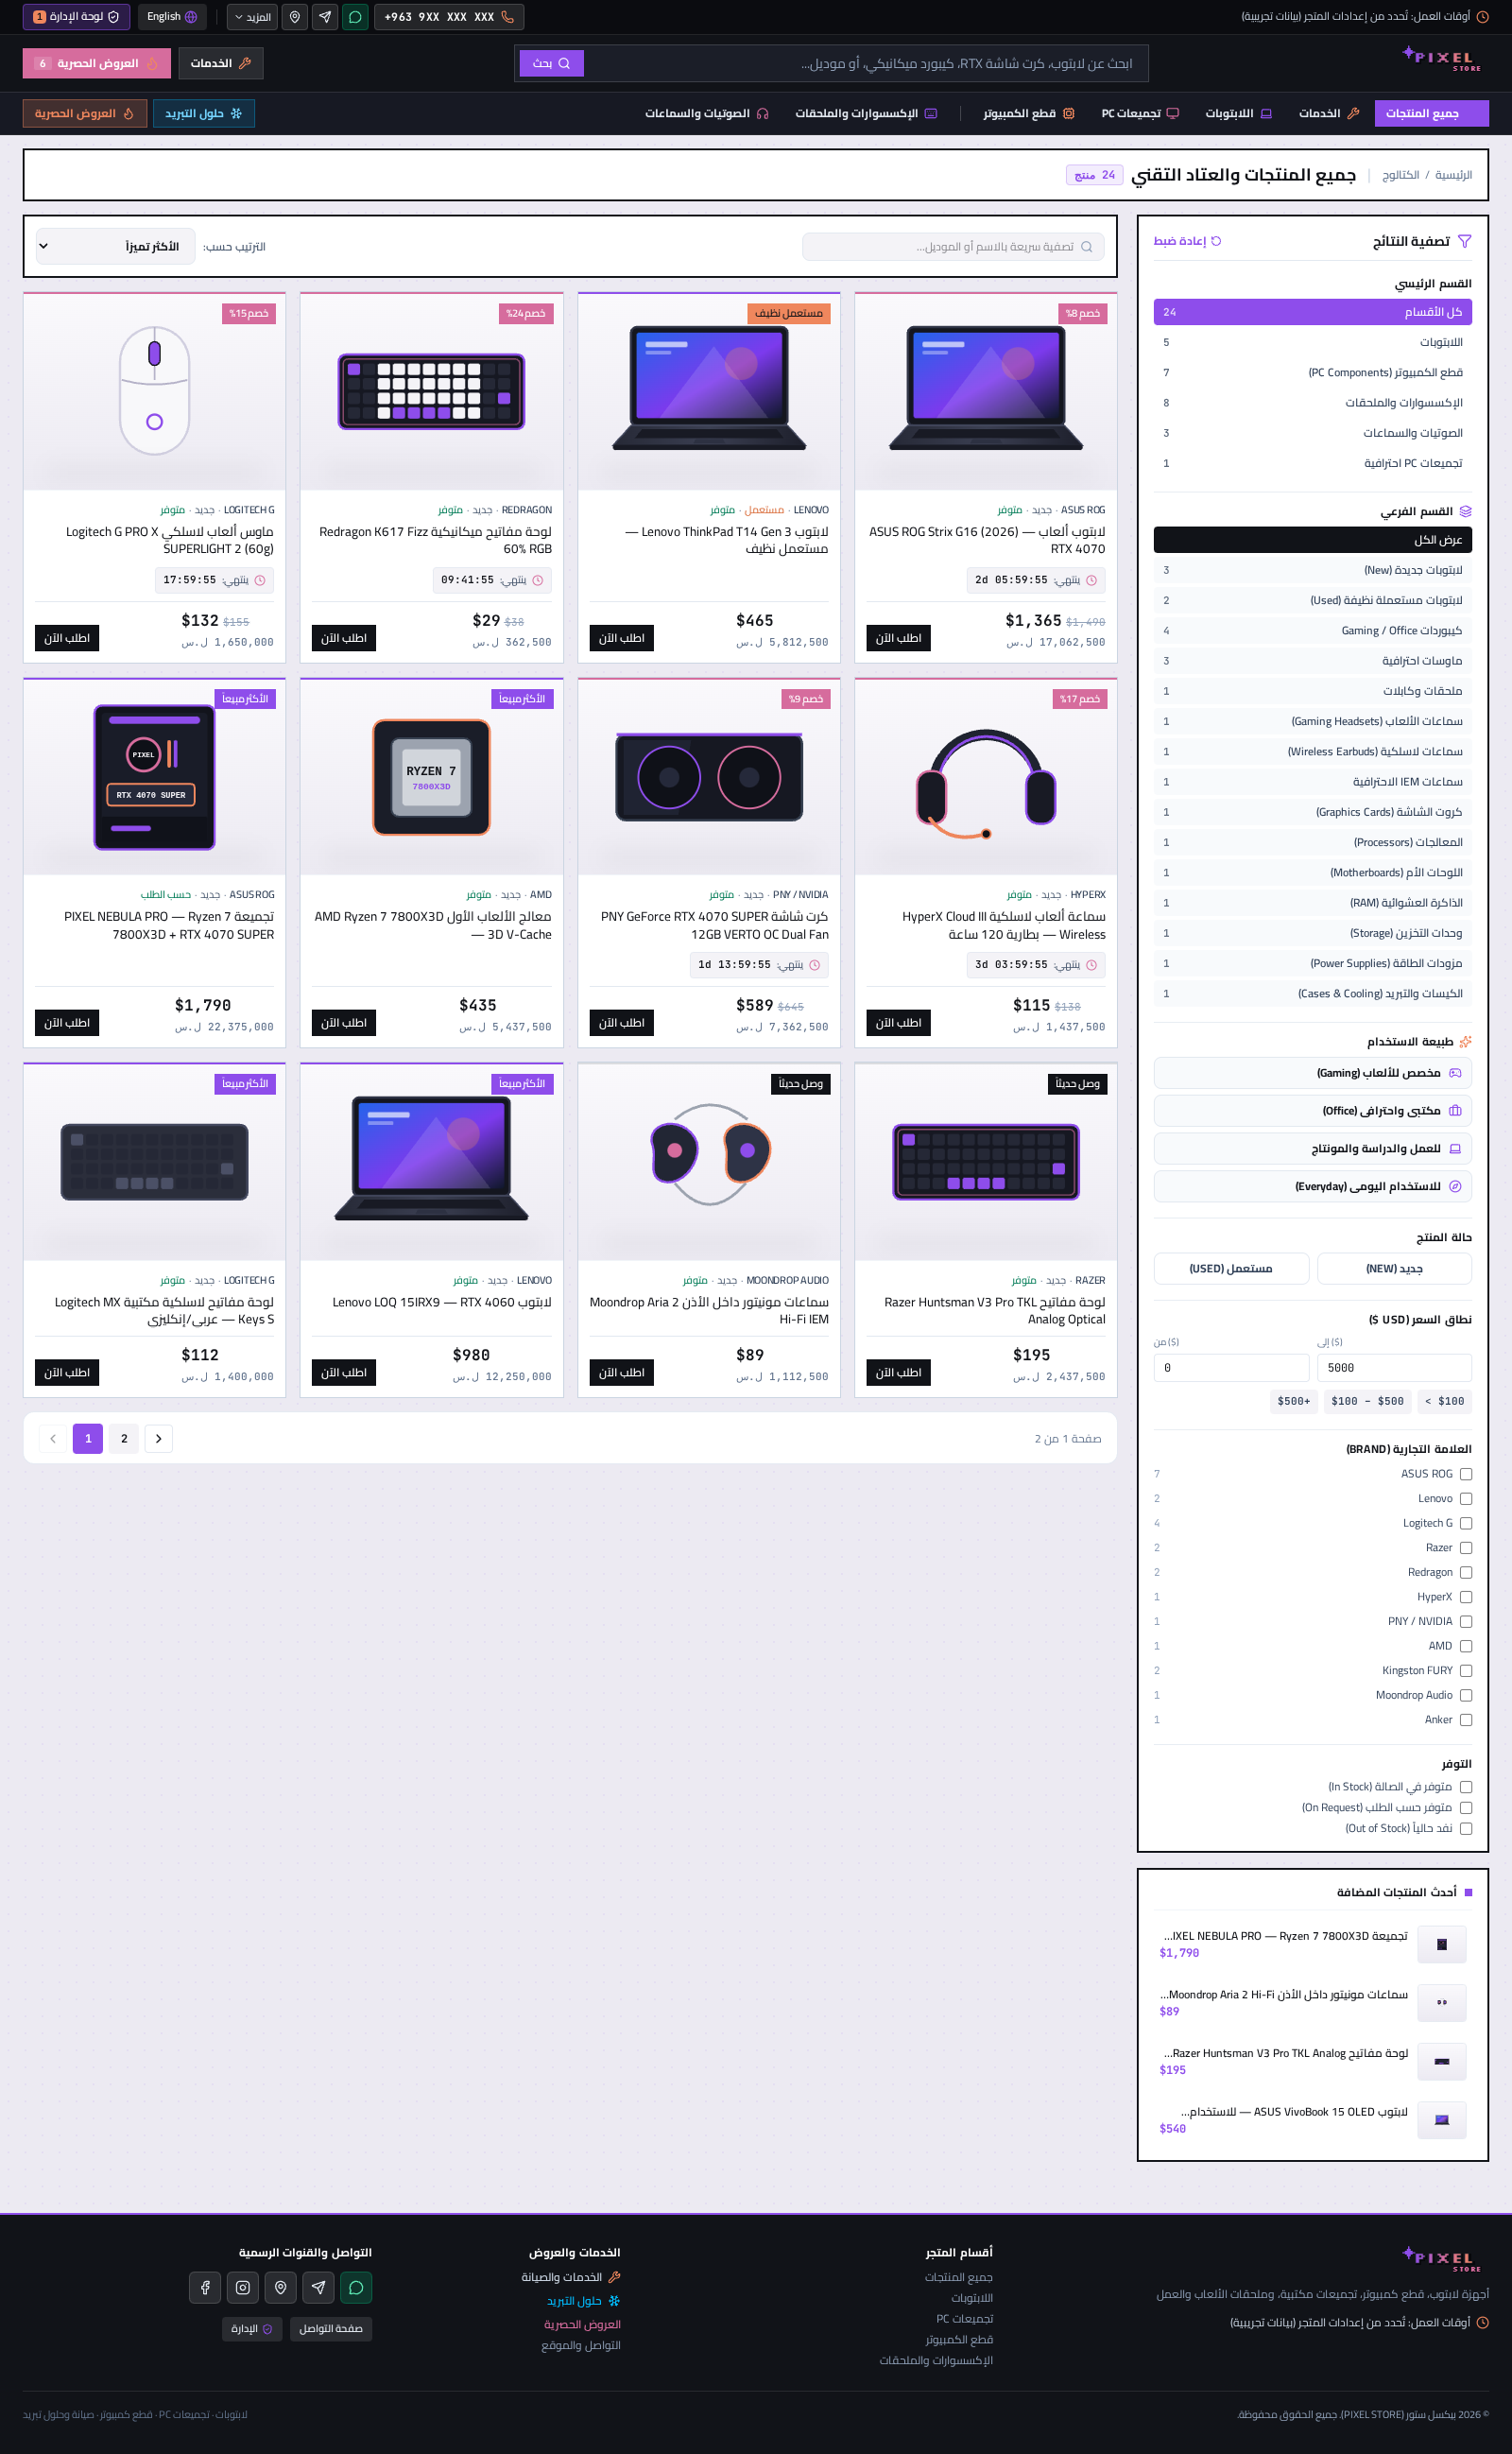 أوقات العمل: تُحدد من إعدادات المتجر (بيانات تجريبية)
+963 9XX XXX XXX
المزيد
English
لوحة الإدارة 1
PIXEL STORE
ابحث عن لابتوب، كرت شاشة RTX، كيبورد ميكانيكي، أو موديل...
بحث
الخدمات
العروض الحصرية 6
جميع المنتجات
الخدمات
اللابتوبات
تجميعات PC
قطع الكمبيوتر
الإكسسوارات والملحقات
الصوتيات والسماعات
حلول التبريد
العروض الحصرية
الرئيسية / الكتالوج
جميع المنتجات والعتاد التقني
24 منتج
تصفية النتائج
إعادة ضبط
القسم الرئيسي
كل الأقسام 24
اللابتوبات 5
قطع الكمبيوتر (PC Components) 7
الإكسسوارات والملحقات 8
الصوتيات والسماعات 3
تجميعات PC احترافية 1
القسم الفرعي
عرض الكل
لابتوبات جديدة (New) 3
لابتوبات مستعملة نظيفة (Used) 2
كيبوردات Gaming / Office 4
ماوسات احترافية 3
ملحقات وكابلات 1
سماعات الألعاب (Gaming Headsets) 1
سماعات لاسلكية (Wireless Earbuds) 1
سماعات IEM الاحترافية 1
كروت الشاشة (Graphics Cards) 1
المعالجات (Processors) 1
اللوحات الأم (Motherboards) 1
الذاكرة العشوائية (RAM) 1
وحدات التخزين (Storage) 1
مزودات الطاقة (Power Supplies) 1
الكيسات والتبريد (Cases & Cooling) 1
طبيعة الاستخدام
مخصص للألعاب (Gaming)
مكتبي واحترافي (Office)
للعمل والدراسة والمونتاج
للاستخدام اليومي (Everyday)
حالة المنتج
جديد (NEW)
مستعمل (USED)
نطاق السعر (USD $)
إلى ($)
من ($)
5000
0
< $100
$100 - $500
$500+
العلامة التجارية (BRAND)
ASUS ROG 7
Lenovo 2
Logitech G 4
Razer 2
Redragon 2
HyperX 1
PNY / NVIDIA 1
AMD 1
Kingston FURY 2
Moondrop Audio 1
Anker 1
التوفر
متوفر في الصالة (In Stock)
متوفر حسب الطلب (On Request)
نفد حالياً (Out of Stock)
أحدث المنتجات المضافة
تجميعة IXEL NEBULA PRO — Ryzen 7 7800X3D...
$1,790
سماعات مونيتور داخل الأذن Moondrop Aria 2 Hi-Fi...
$89
لوحة مفاتيح Razer Huntsman V3 Pro TKL Analog...
$195
لابتوب ASUS VivoBook 15 OLED — للاستخدام...
$540
تصفية سريعة بالاسم أو الموديل...
الترتيب حسب:
الأكثر تميزاً
خصم 8%
ASUS ROG · جديد · متوفر
لابتوب ألعاب ASUS ROG Strix G16 (2026) —
RTX 4070
ينتهي: 2d 05:59:55
$1,365 $1,490
17,062,500 ل.س
اطلب الآن
مستعمل نظيف
LENOVO · مستعمل · متوفر
لابتوب Lenovo ThinkPad T14 Gen 3 —
مستعمل نظيف
$465
5,812,500 ل.س
اطلب الآن
خصم 24%
REDRAGON · جديد · متوفر
لوحة مفاتيح ميكانيكية Redragon K617 Fizz
60% RGB
ينتهي: 09:41:55
$29 $38
362,500 ل.س
اطلب الآن
خصم 15%
LOGITECH G · جديد · متوفر
ماوس ألعاب لاسلكي Logitech G PRO X
SUPERLIGHT 2 (60g)
ينتهي: 17:59:55
$132 $155
1,650,000 ل.س
اطلب الآن
خصم 17%
HYPERX · جديد · متوفر
سماعة ألعاب لاسلكية HyperX Cloud III
Wireless — بطارية 120 ساعة
ينتهي: 3d 03:59:55
$115 $138
1,437,500 ل.س
اطلب الآن
خصم 9%
PNY / NVIDIA · جديد · متوفر
كرت شاشة PNY GeForce RTX 4070 SUPER
12GB VERTO OC Dual Fan
ينتهي: 1d 13:59:55
$589 $645
7,362,500 ل.س
اطلب الآن
الأكثر مبيعاً
RYZEN 7
7800X3D
AMD · جديد · متوفر
معالج الألعاب الأول AMD Ryzen 7 7800X3D
— 3D V-Cache
$435
5,437,500 ل.س
اطلب الآن
الأكثر مبيعاً
PIXEL
RTX 4070 SUPER
ASUS ROG · جديد · حسب الطلب
تجميعة PIXEL NEBULA PRO — Ryzen 7
7800X3D + RTX 4070 SUPER
$1,790
22,375,000 ل.س
اطلب الآن
وصل حديثاً
RAZER · جديد · متوفر
لوحة مفاتيح Razer Huntsman V3 Pro TKL
Analog Optical
$195
2,437,500 ل.س
اطلب الآن
وصل حديثاً
MOONDROP AUDIO · جديد · متوفر
سماعات مونيتور داخل الأذن Moondrop Aria 2
Hi-Fi IEM
$89
1,112,500 ل.س
اطلب الآن
الأكثر مبيعاً
LENOVO · جديد · متوفر
لابتوب Lenovo LOQ 15IRX9 — RTX 4060
$980
12,250,000 ل.س
اطلب الآن
الأكثر مبيعاً
LOGITECH G · جديد · متوفر
لوحة مفاتيح لاسلكية مكتبية Logitech MX
Keys S — عربي/إنكليزي
$112
1,400,000 ل.س
اطلب الآن
صفحة 1 من 2
2
1
PIXEL STORE
أجهزة لابتوب، قطع كمبيوتر، تجميعات مكتبية، وملحقات الألعاب والعمل
أوقات العمل: تُحدد من إعدادات المتجر (بيانات تجريبية)
أقسام المتجر
جميع المنتجات
اللابتوبات
تجميعات PC
قطع الكمبيوتر
الإكسسوارات والملحقات
الخدمات والعروض
الخدمات والصيانة
حلول التبريد
العروض الحصرية
التواصل والموقع
التواصل والقنوات الرسمية
صفحة التواصل
الإدارة
© 2026 بيكسل ستور (PIXEL STORE). جميع الحقوق محفوظة.
لابتوبات · تجميعات PC · قطع كمبيوتر · صيانة وحلول تبريد